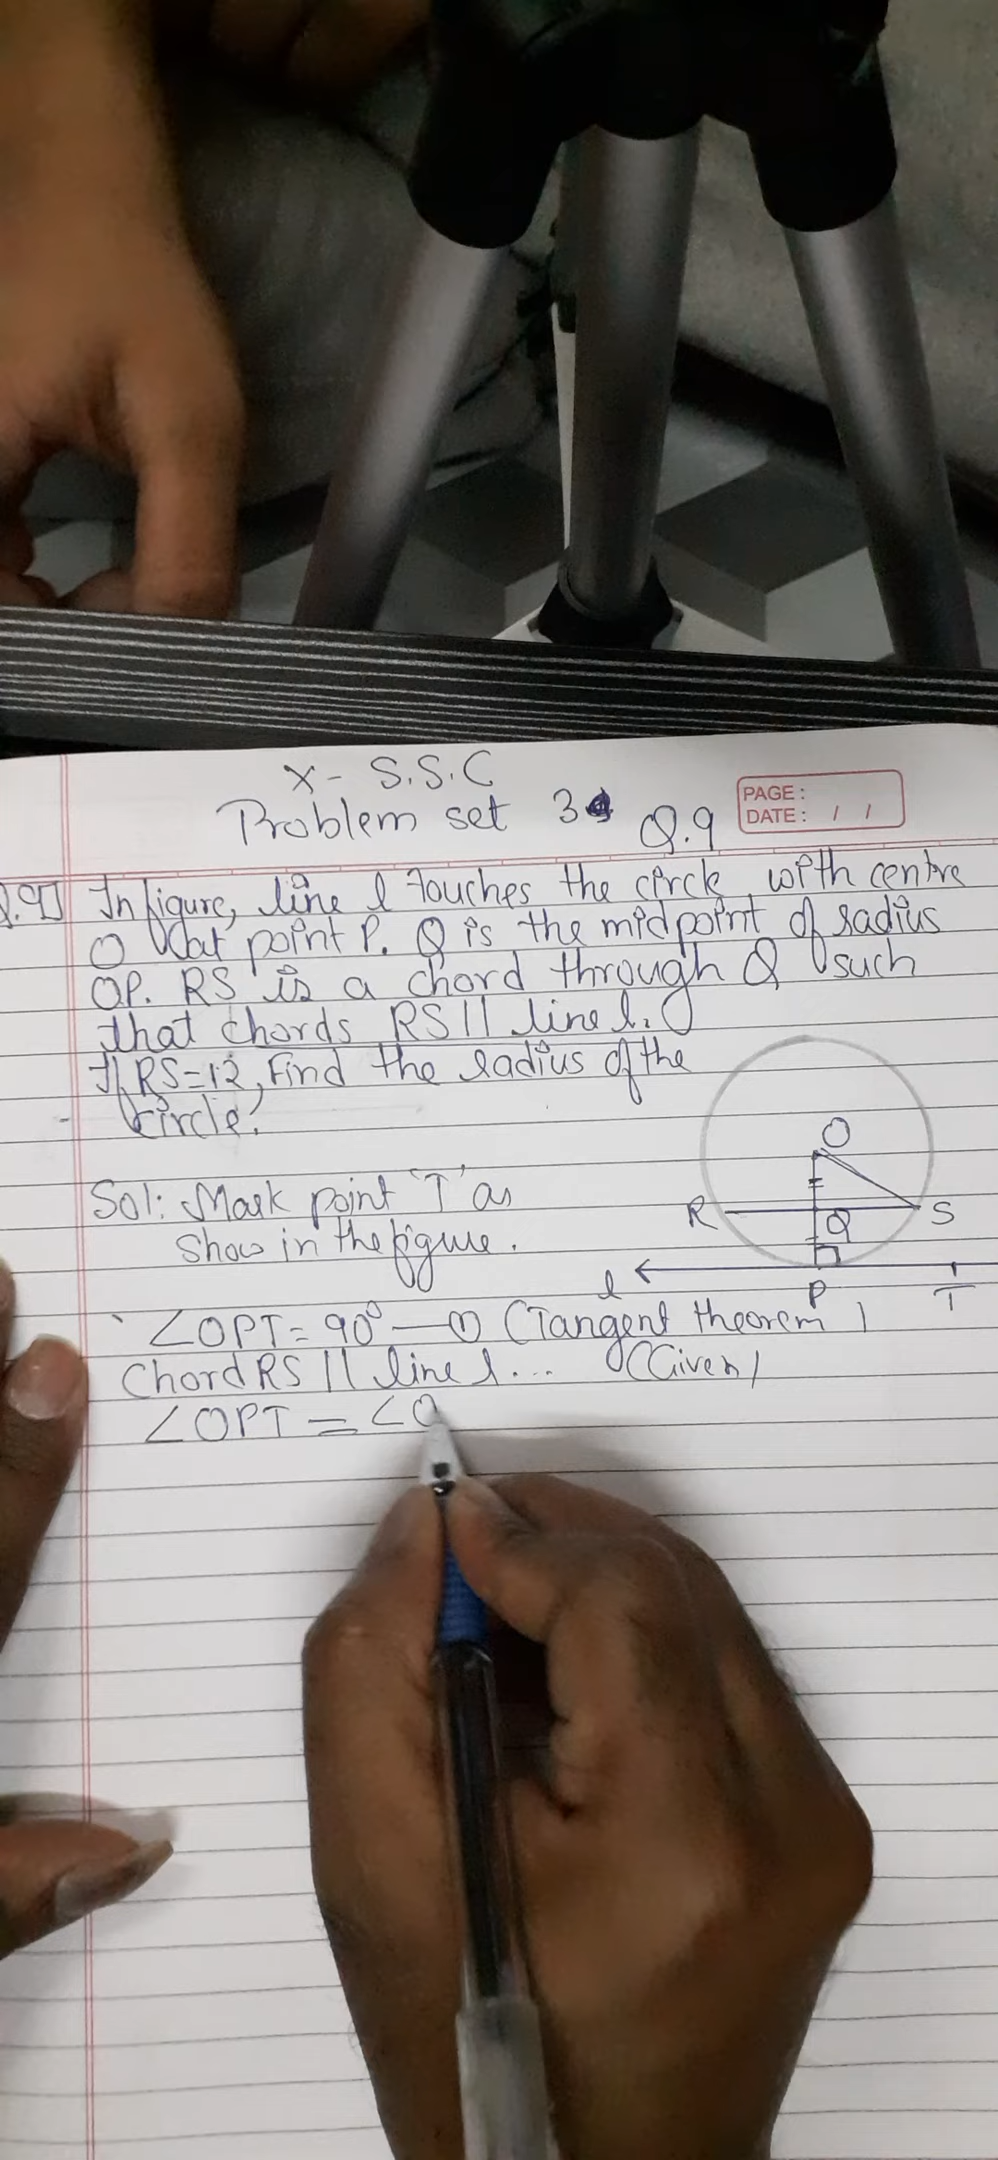 X- S.S.C
Problem set 3 Q.9
PAGE:
DATE: / /
Q.9] In figure, line l touches the circle with centre
O at point P. Q is the midpoint of radius
OP. RS is a chord through Q such
that chords RS || line l.
If RS=12, Find the radius of the
circle.
O
R
Q
S
l
P
T
Sol: Mark point 'T' as
Show in the figure.
∠OPT = 90° — ① (Tangent theorem)
Chord RS || line l... (Given)
∠OPT = ∠O